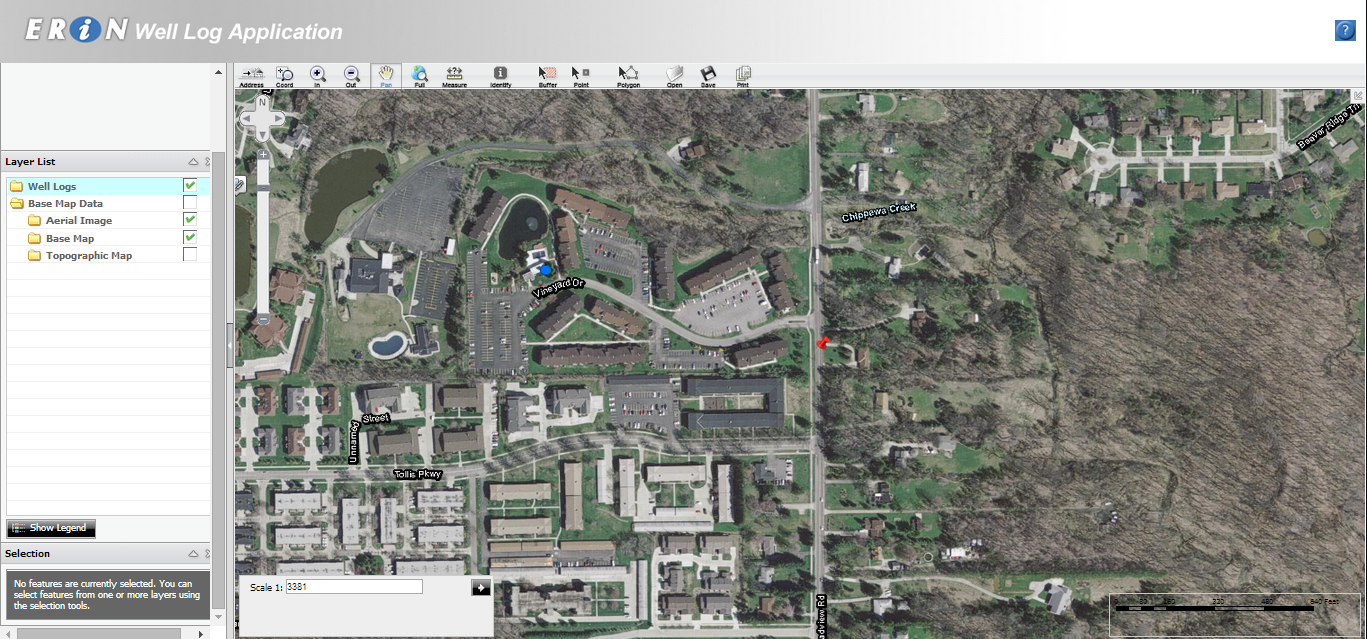 ERiN Well Log Application
?
Address Coord In Out Pan Full Measure Identify Buffer Point Polygon Open Save Print
N
Layer List
Well Logs
Base Map Data
Aerial Image
Base Map
Topographic Map
Show Legend
Selection
No features are currently selected. You can
select features from one or more layers using
the selection tools.
Beaver Ridge Trl
Chippewa Creek
Vineyard Dr
Unnamed Street
Tollis Pkwy
adview Rd
Scale 1: 3381